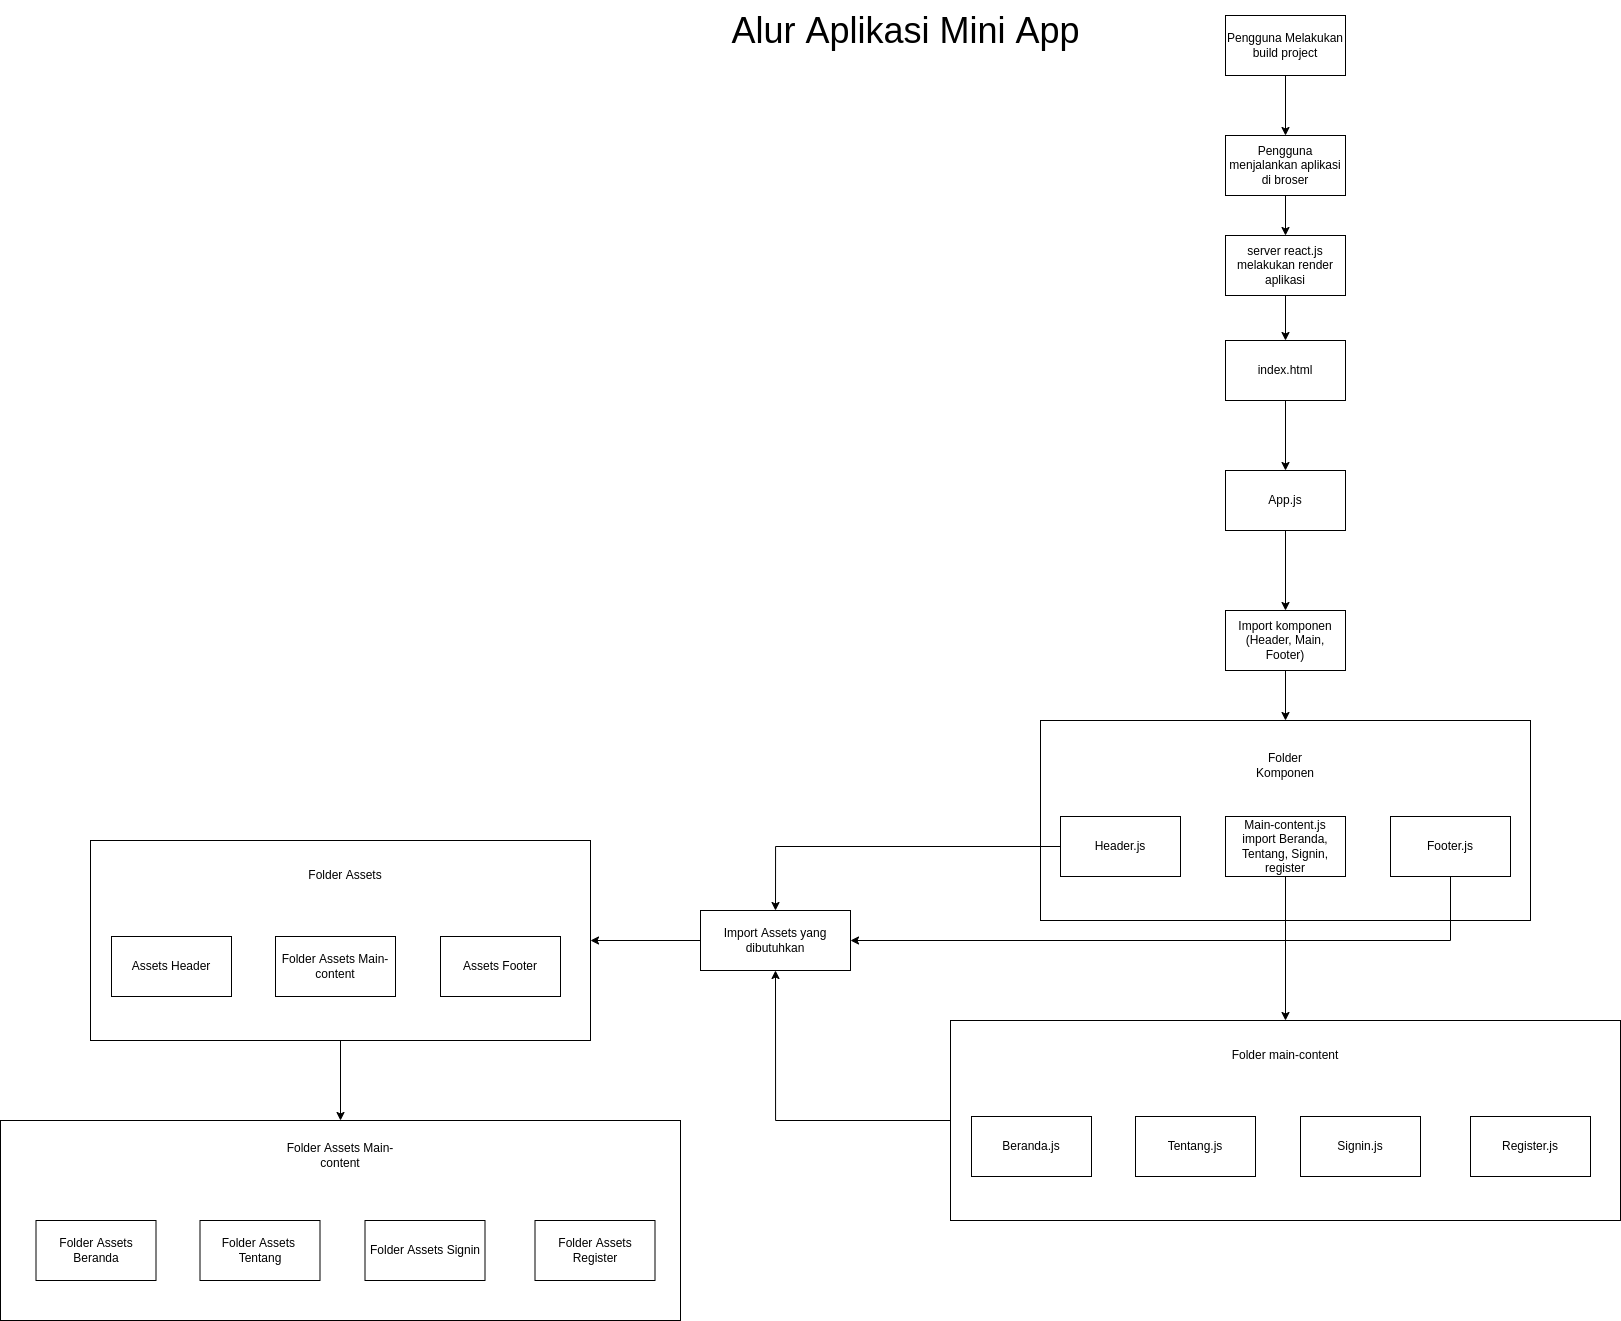 Alur Aplikasi Mini App
Pengguna Melakukan
build project
Pengguna
menjalankan aplikasi
di broser
server react.js
melakukan render
aplikasi
index.html
App.js
Import komponen
(Header, Main,
Footer)
Folder
Komponen
Header.js
Main-content.js
import Beranda,
Tentang, Signin,
register
Footer.js
Import Assets yang
dibutuhkan
Folder Assets
Assets Header
Folder Assets Main-
content
Assets Footer
Folder main-content
Beranda.js
Tentang.js
Signin.js
Register.js
Folder Assets Main-
content
Folder Assets
Beranda
Folder Assets
Tentang
Folder Assets Signin
Folder Assets
Register